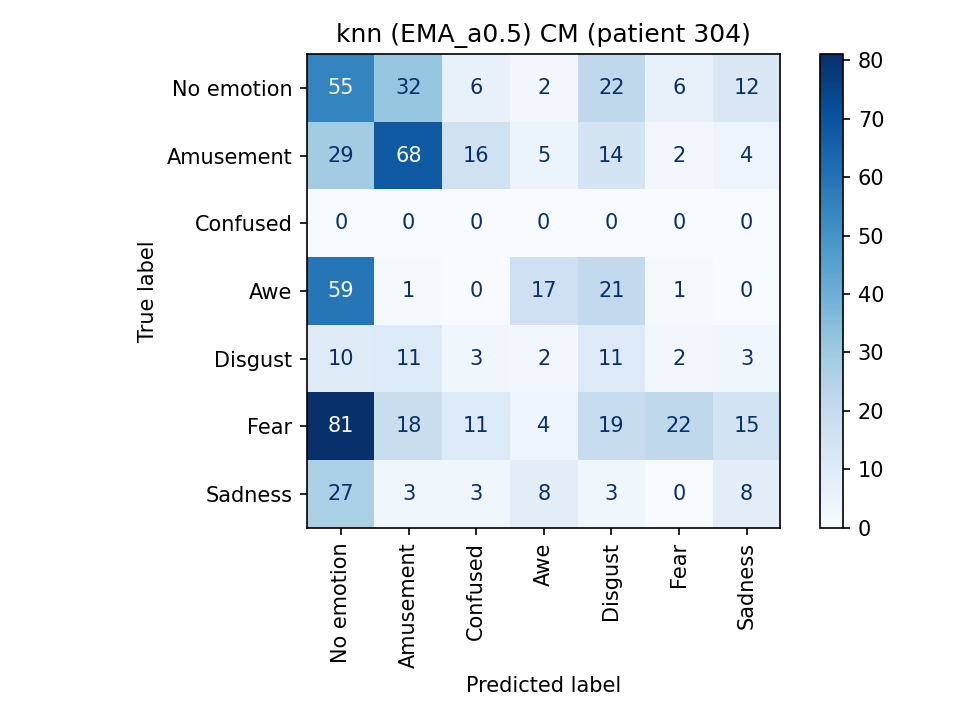 knn (EMA_a0.5) CM (patient 304)
No emotion 55 32 6 2 22 6 12
Amusement 29 68 16 5 14 2 4
Confused 0 0 0 0 0 0 0
Awe 59 1 0 17 21 1 0
Disgust 10 11 3 2 11 2 3
Fear 81 18 11 4 19 22 15
Sadness 27 3 3 8 3 0 8
True label
No emotion
Amusement
Confused
Awe
Disgust
Fear
Sadness
Predicted label
80
70
60
50
40
30
20
10
0